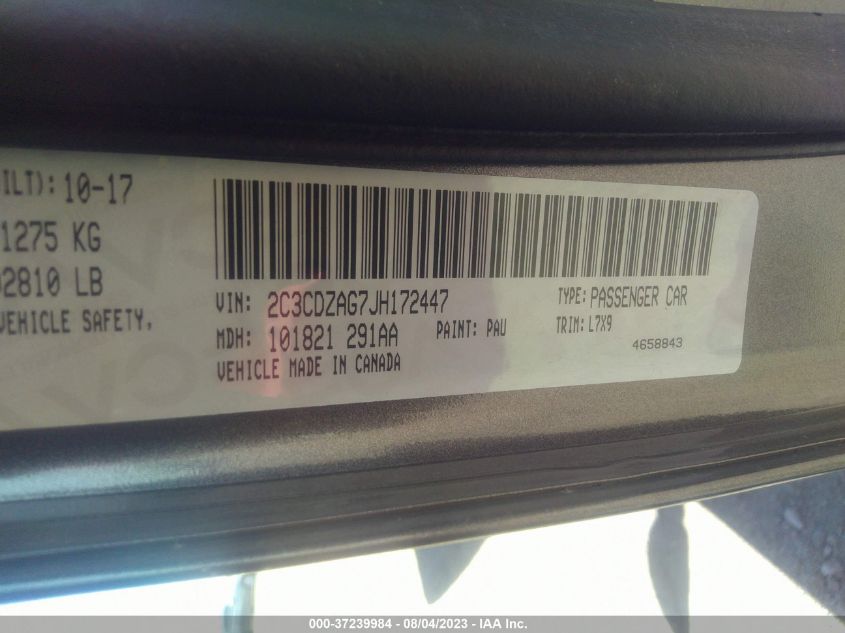 ILT): 10-17
1275 KG
2810 LB
VEHICLE SAFETY,
VIN: 2C3CDZAG7JH172447
TYPE: PASSENGER CAR
MDH: 101821 291AA
PAINT: PAU
TRIM: L7X9
VEHICLE MADE IN CANADA
4658843
000-37239984 - 08/04/2023 - IAA Inc.